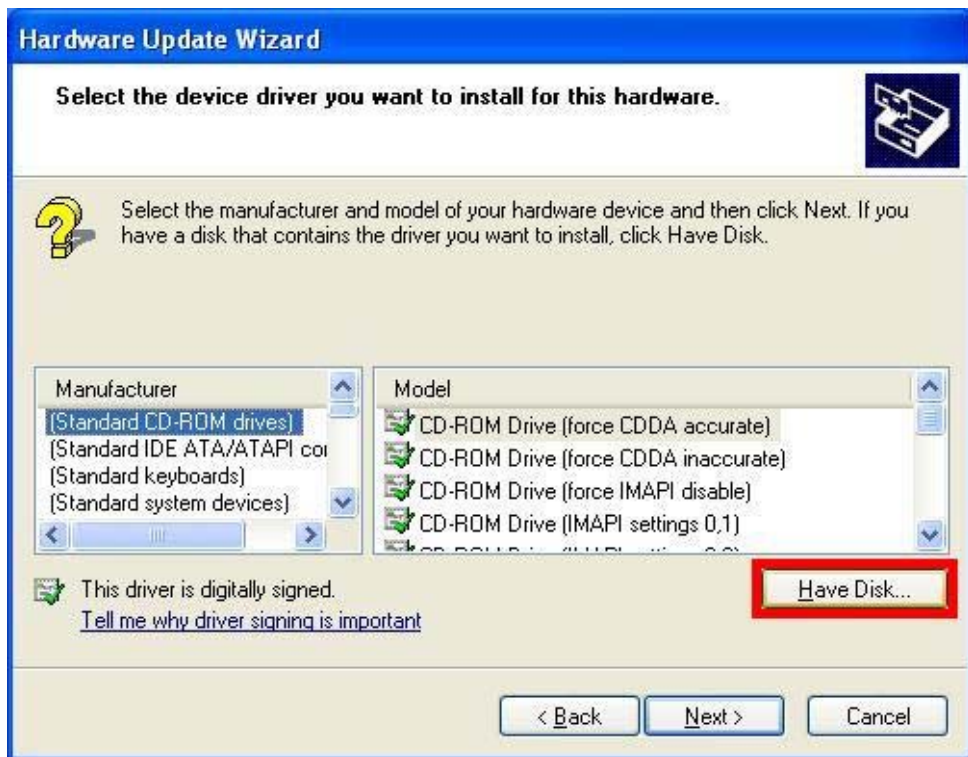 Hardware Update Wizard
Select the device driver you want to install for this hardware.
Select the manufacturer and model of your hardware device and then click Next. If you
have a disk that contains the driver you want to install, click Have Disk.
Manufacturer
(Standard CD-ROM drives)
(Standard IDE ATA/ATAPI cor
(Standard keyboards)
(Standard system devices)
Model
CD-ROM Drive (force CDDA accurate)
CD-ROM Drive (force CDDA inaccurate)
CD-ROM Drive (force IMAPI disable)
CD-ROM Drive (IMAPI settings 0,1)
This driver is digitally signed.
Tell me why driver signing is important
Have Disk...
< Back
Next >
Cancel